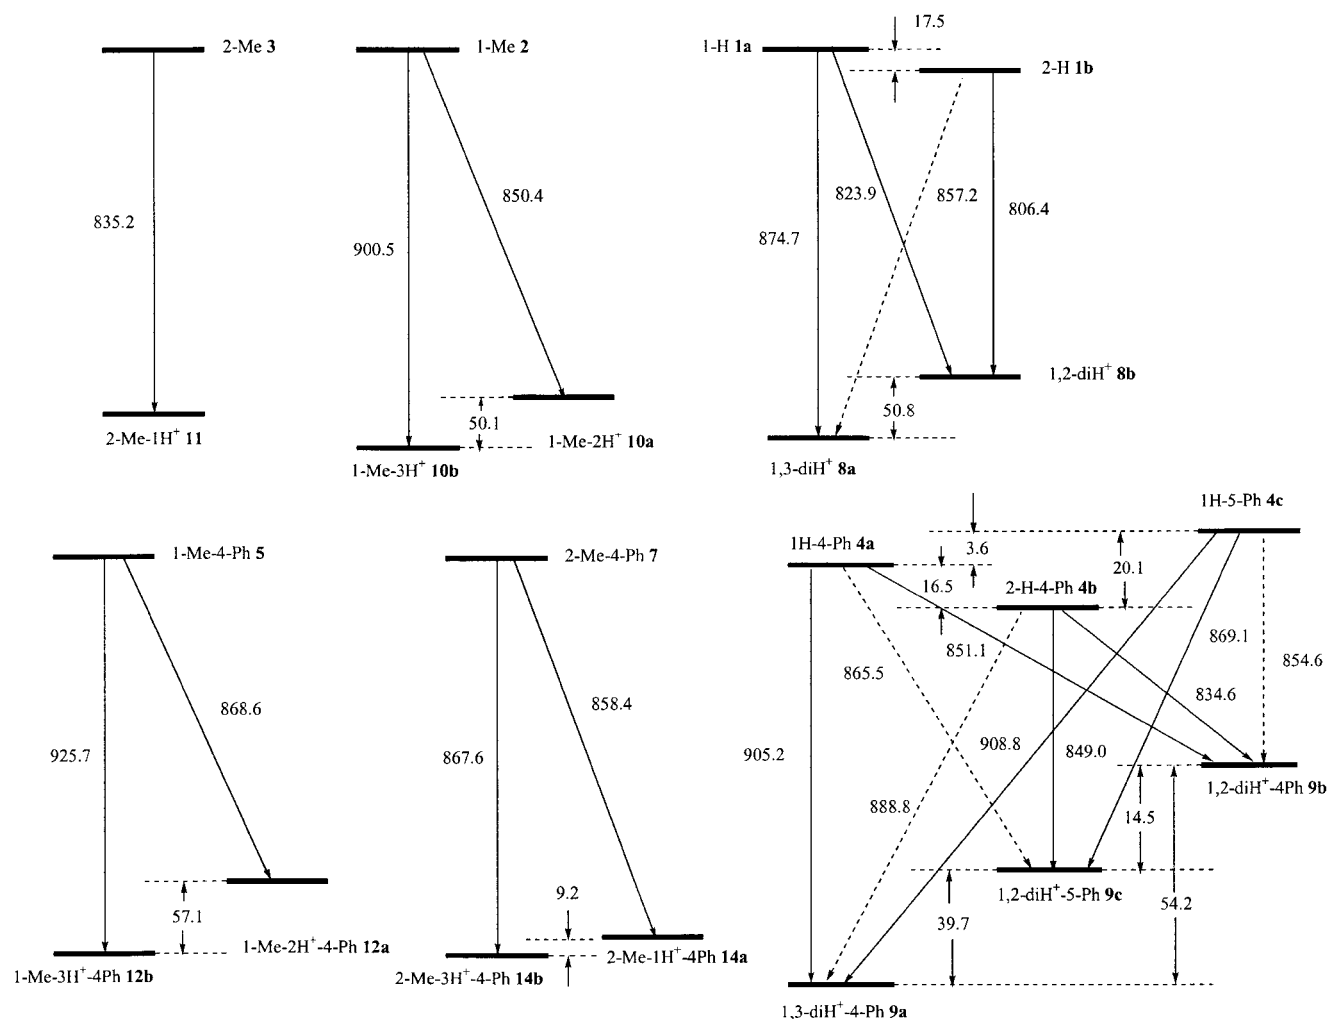 2-Me 3
835.2
2-Me-1H⁺ 11
1-Me 2
850.4
900.5
50.1
1-Me-2H⁺ 10a
1-Me-3H⁺ 10b
17.5
1-H 1a
2-H 1b
823.9
857.2
806.4
874.7
1,2-diH⁺ 8b
50.8
1,3-diH⁺ 8a
1-Me-4-Ph 5
868.6
925.7
57.1
1-Me-2H⁺-4-Ph 12a
1-Me-3H⁺-4Ph 12b
2-Me-4-Ph 7
858.4
867.6
9.2
2-Me-1H⁺-4Ph 14a
2-Me-3H⁺-4-Ph 14b
1H-5-Ph 4c
1H-4-Ph 4a
3.6
20.1
16.5
2-H-4-Ph 4b
851.1
869.1
854.6
865.5
834.6
905.2
908.8
849.0
1,2-diH⁺-4Ph 9b
888.8
14.5
1,2-diH⁺-5-Ph 9c
54.2
39.7
1,3-diH⁺-4-Ph 9a